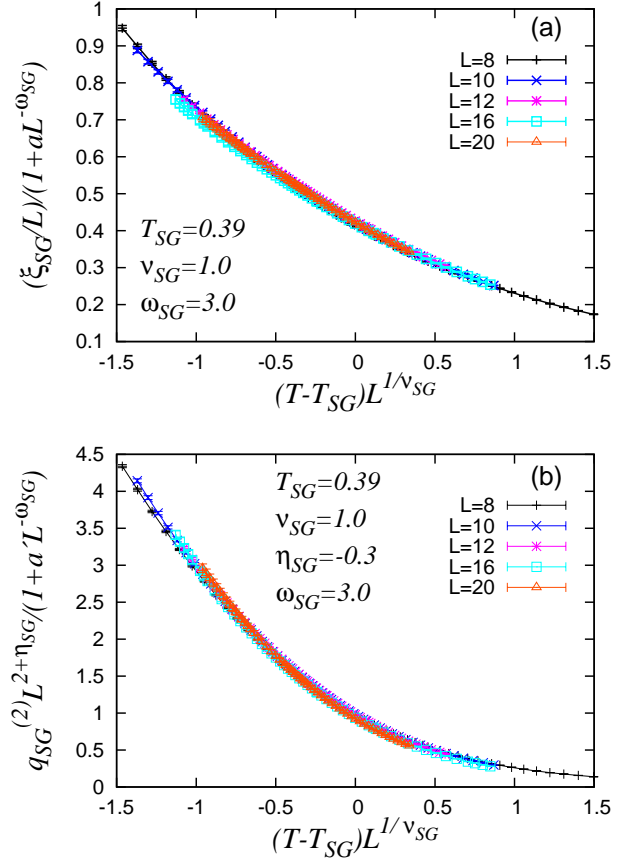 (a)
(ξSG/L)/(1+aL^-ωSG)
1
0.9
0.8
0.7
0.6
0.5
0.4
0.3
0.2
0.1
L=8
L=10
L=12
L=16
L=20
TSG=0.39
νSG=1.0
ωSG=3.0
-1.5 -1 -0.5 0 0.5 1 1.5
(T-TSG)L^1/νSG
(b)
qSG^(2)L^2+ηSG/(1+a'L^-ωSG)
4.5
4
3.5
3
2.5
2
1.5
1
0.5
0
TSG=0.39
νSG=1.0
ηSG=-0.3
ωSG=3.0
L=8
L=10
L=12
L=16
L=20
-1.5 -1 -0.5 0 0.5 1 1.5
(T-TSG)L^1/νSG